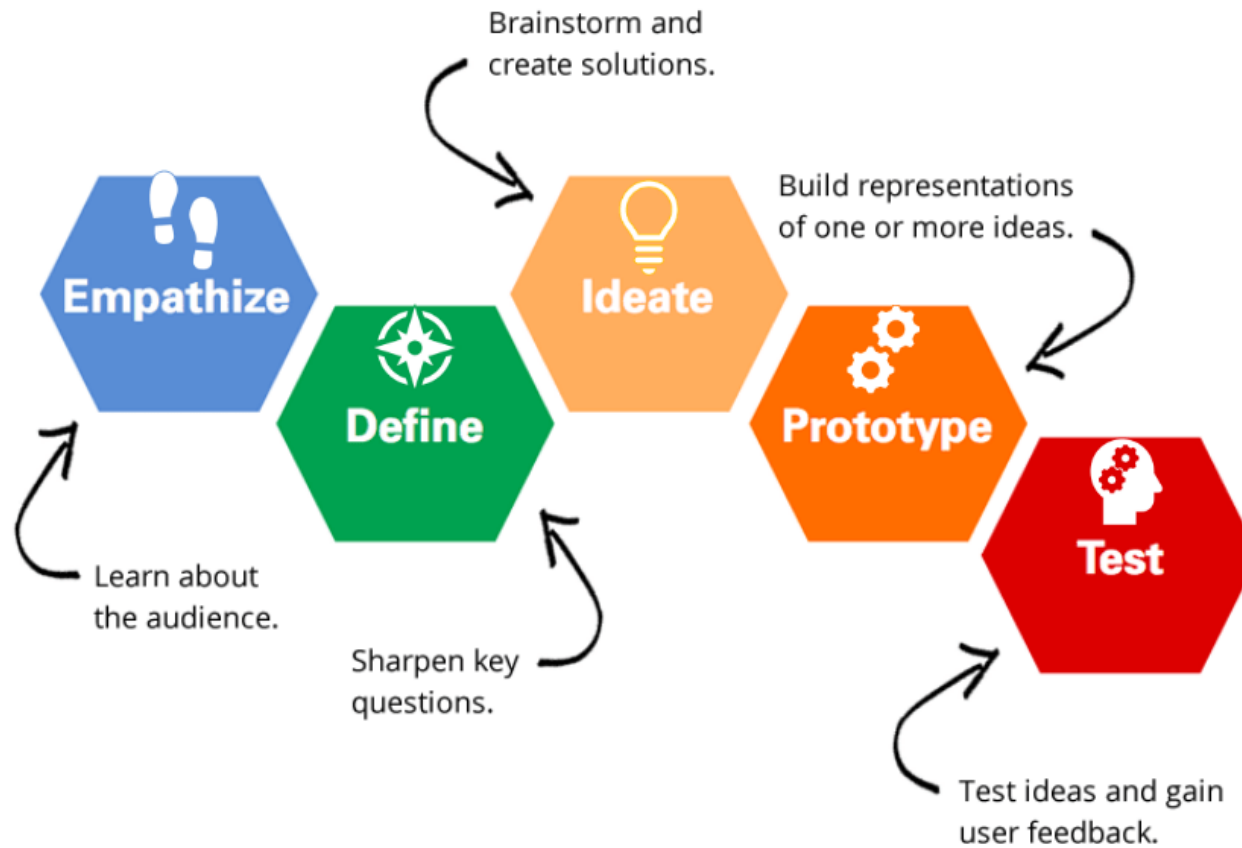 Brainstorm and
create solutions.
Build representations
of one or more ideas.
Empathize
Ideate
Define
Prototype
Test
Learn about
the audience.
Sharpen key
questions.
Test ideas and gain
user feedback.